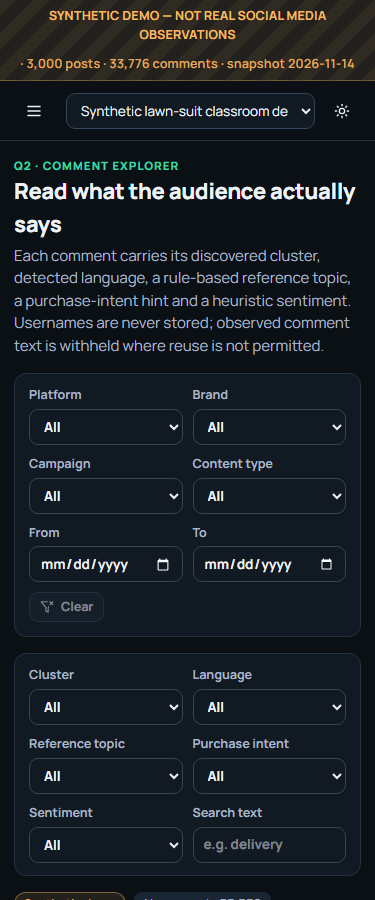 SYNTHETIC DEMO — NOT REAL SOCIAL MEDIA
OBSERVATIONS
· 3,000 posts · 33,776 comments · snapshot 2026-11-14
Synthetic lawn-suit classroom de
Q2 · COMMENT EXPLORER
Read what the audience actually
says
Each comment carries its discovered cluster,
detected language, a rule-based reference topic,
a purchase-intent hint and a heuristic sentiment.
Usernames are never stored; observed comment
text is withheld where reuse is not permitted.
Platform Brand
All All
Campaign Content type
All All
From To
mm/dd/yyyy mm/dd/yyyy
Clear
Cluster Language
All All
Reference topic Purchase intent
All All
Sentiment Search text
All e.g. delivery